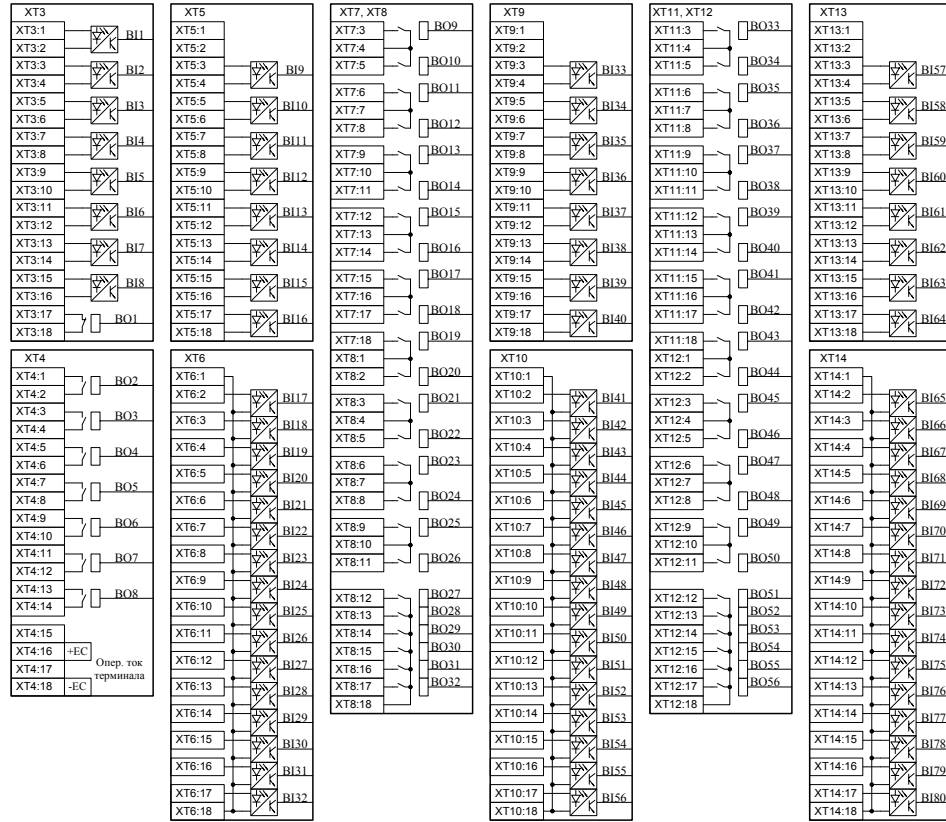 XT3
XT3:1
XT3:2
BI1
XT3:3
XT3:4
BI2
XT3:5
XT3:6
BI3
XT3:7
XT3:8
BI4
XT3:9
XT3:10
BI5
XT3:11
XT3:12
BI6
XT3:13
XT3:14
BI7
XT3:15
XT3:16
BI8
XT3:17
XT3:18
BO1
XT4
XT4:1
XT4:2
BO2
XT4:3
XT4:4
BO3
XT4:5
XT4:6
BO4
XT4:7
XT4:8
BO5
XT4:9
XT4:10
BO6
XT4:11
XT4:12
BO7
XT4:13
XT4:14
BO8
XT4:15
XT4:16
+EC
XT4:17
XT4:18
-EC
Опер. ток
терминала
XT5
XT5:1
XT5:2
XT5:3
XT5:4
BI9
XT5:5
XT5:6
BI10
XT5:7
XT5:8
BI11
XT5:9
XT5:10
BI12
XT5:11
XT5:12
BI13
XT5:13
XT5:14
BI14
XT5:15
XT5:16
BI15
XT5:17
XT5:18
BI16
XT6
XT6:1
XT6:2
BI17
XT6:3
BI18
XT6:4
BI19
XT6:5
BI20
XT6:6
BI21
XT6:7
BI22
XT6:8
BI23
XT6:9
BI24
XT6:10
BI25
XT6:11
BI26
XT6:12
BI27
XT6:13
BI28
XT6:14
BI29
XT6:15
BI30
XT6:16
BI31
XT6:17
BI32
XT6:18
XT7, XT8
XT7:3
BO9
XT7:4
XT7:5
BO10
XT7:6
BO11
XT7:7
XT7:8
BO12
XT7:9
BO13
XT7:10
XT7:11
BO14
XT7:12
BO15
XT7:13
XT7:14
BO16
XT7:15
BO17
XT7:16
XT7:17
BO18
XT7:18
BO19
XT8:1
XT8:2
BO20
XT8:3
BO21
XT8:4
XT8:5
BO22
XT8:6
BO23
XT8:7
XT8:8
BO24
XT8:9
BO25
XT8:10
XT8:11
BO26
XT8:12
BO27
XT8:13
BO28
XT8:14
BO29
XT8:15
BO30
XT8:16
BO31
XT8:17
BO32
XT8:18
XT9
XT9:1
XT9:2
XT9:3
XT9:4
BI33
XT9:5
XT9:6
BI34
XT9:7
XT9:8
BI35
XT9:9
XT9:10
BI36
XT9:11
XT9:12
BI37
XT9:13
XT9:14
BI38
XT9:15
XT9:16
BI39
XT9:17
XT9:18
BI40
XT10
XT10:1
XT10:2
BI41
XT10:3
BI42
XT10:4
BI43
XT10:5
BI44
XT10:6
BI45
XT10:7
BI46
XT10:8
BI47
XT10:9
BI48
XT10:10
BI49
XT10:11
BI50
XT10:12
BI51
XT10:13
BI52
XT10:14
BI53
XT10:15
BI54
XT10:16
BI55
XT10:17
BI56
XT10:18
XT11, XT12
XT11:3
BO33
XT11:4
XT11:5
BO34
XT11:6
BO35
XT11:7
XT11:8
BO36
XT11:9
BO37
XT11:10
XT11:11
BO38
XT11:12
BO39
XT11:13
XT11:14
BO40
XT11:15
BO41
XT11:16
XT11:17
BO42
XT11:18
BO43
XT12:1
XT12:2
BO44
XT12:3
BO45
XT12:4
XT12:5
BO46
XT12:6
BO47
XT12:7
XT12:8
BO48
XT12:9
BO49
XT12:10
XT12:11
BO50
XT12:12
BO51
XT12:13
BO52
XT12:14
BO53
XT12:15
BO54
XT12:16
BO55
XT12:17
BO56
XT12:18
XT13
XT13:1
XT13:2
XT13:3
XT13:4
BI57
XT13:5
XT13:6
BI58
XT13:7
XT13:8
BI59
XT13:9
XT13:10
BI60
XT13:11
XT13:12
BI61
XT13:13
XT13:14
BI62
XT13:15
XT13:16
BI63
XT13:17
XT13:18
BI64
XT14
XT14:1
XT14:2
BI65
XT14:3
BI66
XT14:4
BI67
XT14:5
BI68
XT14:6
BI69
XT14:7
BI70
XT14:8
BI71
XT14:9
BI72
XT14:10
BI73
XT14:11
BI74
XT14:12
BI75
XT14:13
BI76
XT14:14
BI77
XT14:15
BI78
XT14:16
BI79
XT14:17
BI80
XT14:18